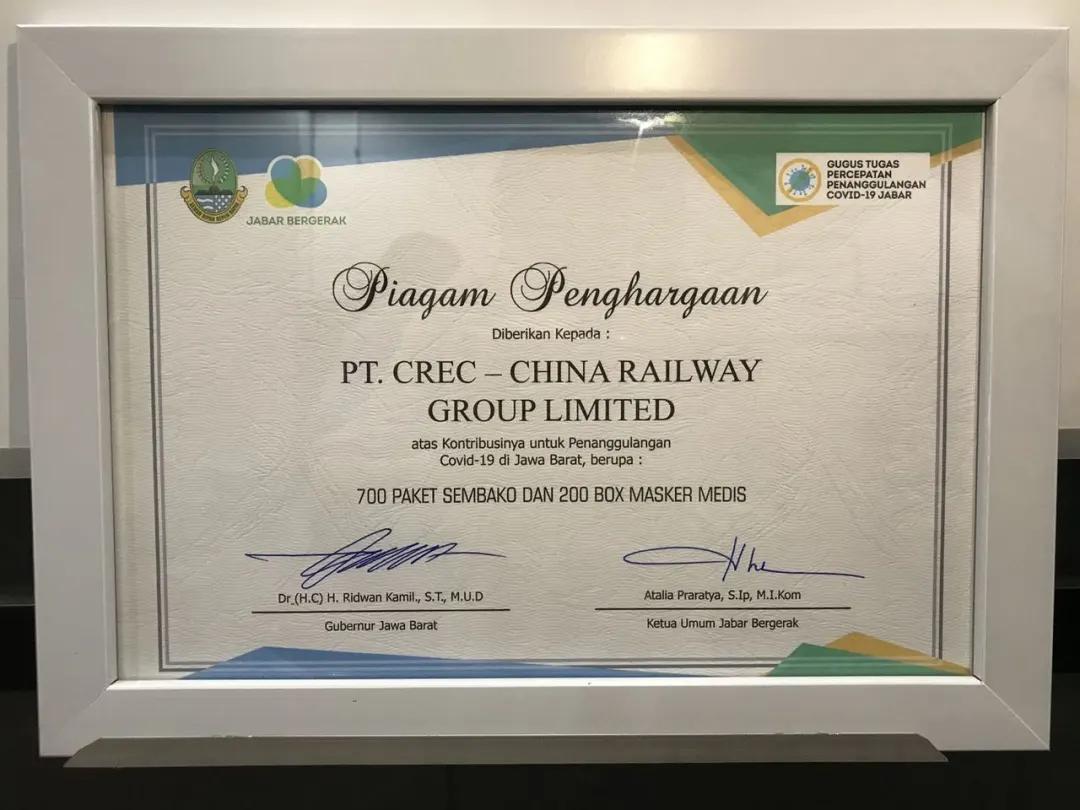 JABAR BERGERAK
GUGUS TUGAS
PERCEPATAN
PENANGGULANGAN
COVID-19 JABAR
Piagam Penghargaan
Diberikan Kepada :
PT. CREC – CHINA RAILWAY
GROUP LIMITED
atas Kontribusinya untuk Penanggulangan
Covid-19 di Jawa Barat, berupa :
700 PAKET SEMBAKO DAN 200 BOX MASKER MEDIS
Dr_(H.C) H. Ridwan Kamil., S.T., M.U.D
Gubernur Jawa Barat
Atalia Praratya, S.Ip, M.I.Kom
Ketua Umum Jabar Bergerak